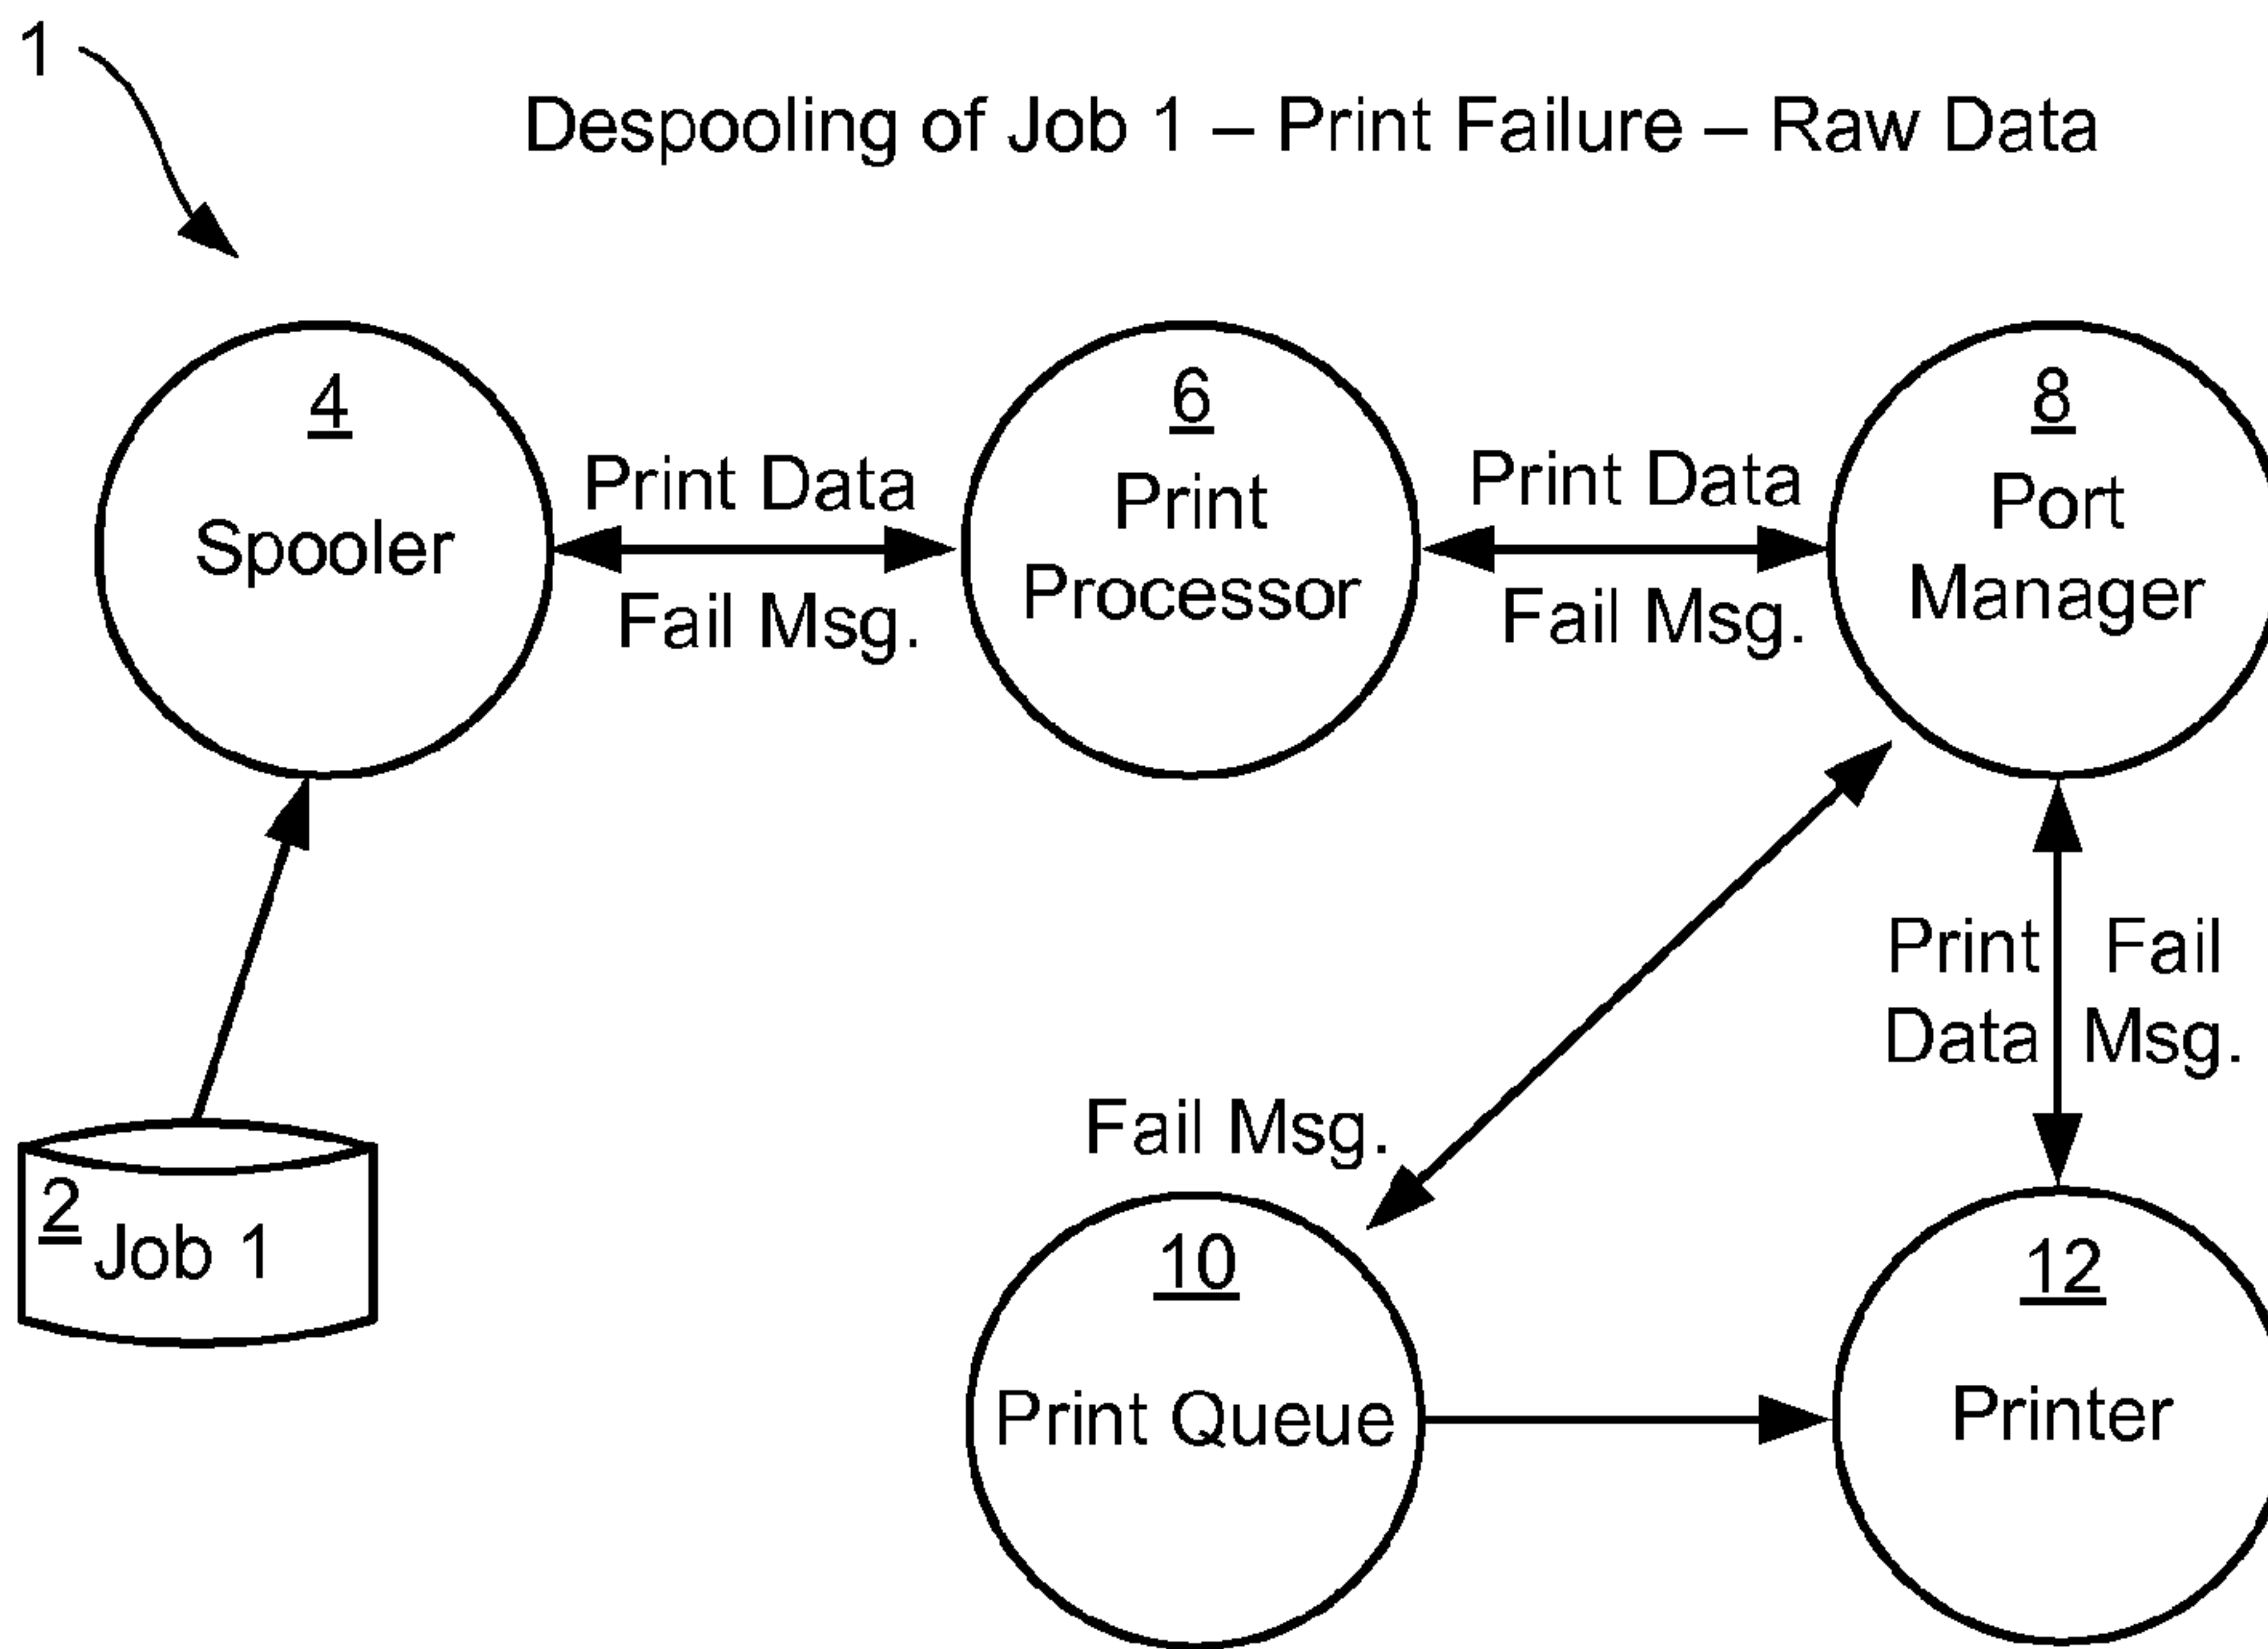 1
Despooling of Job 1 – Print Failure – Raw Data
4
Spooler
Print Data
Fail Msg.
6
Print
Processor
Print Data
Fail Msg.
8
Port
Manager
Print
Data
Fail
Msg.
Fail Msg.
2
Job 1
10
Print Queue
12
Printer